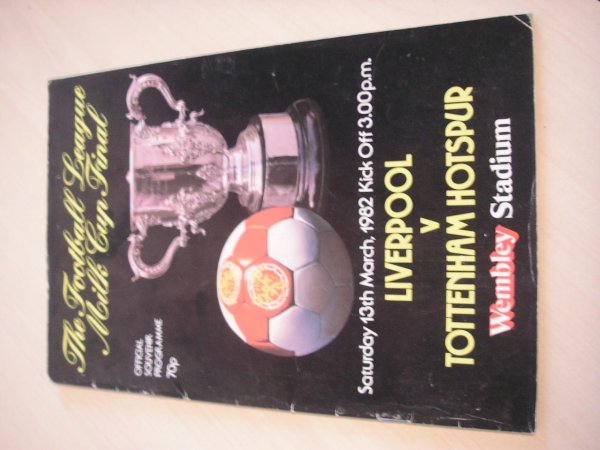 The Football League
Milk Cup Final
OFFICIAL
SOUVENIR
PROGRAMME
70p
Saturday 13th March, 1982 Kick Off 3.00p.m.
LIVERPOOL
v
TOTTENHAM HOTSPUR
Wembley Stadium